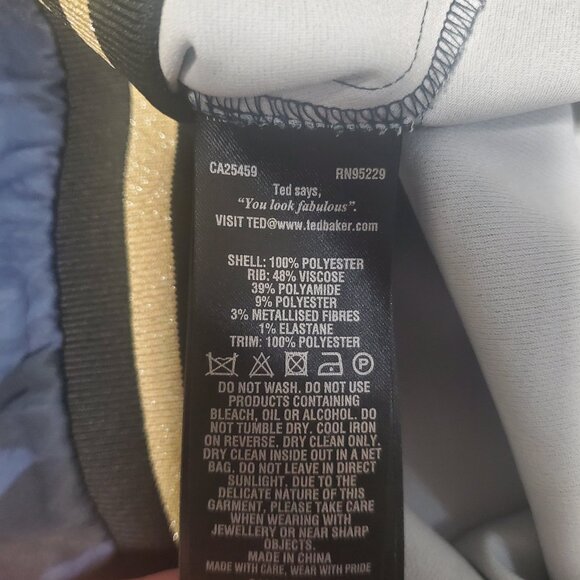 CA25459 RN95229
Ted says,
"You look fabulous".
VISIT TED@www.tedbaker.com
SHELL: 100% POLYESTER
RIB: 48% VISCOSE
39% POLYAMIDE
9% POLYESTER
3% METALLISED FIBRES
1% ELASTANE
TRIM: 100% POLYESTER
P
DO NOT WASH. DO NOT USE
PRODUCTS CONTAINING
BLEACH, OIL OR ALCOHOL. DO
NOT TUMBLE DRY. COOL IRON
ON REVERSE. DRY CLEAN ONLY.
DRY CLEAN INSIDE OUT IN A NET
BAG. DO NOT LEAVE IN DIRECT
SUNLIGHT. DUE TO THE
DELICATE NATURE OF THIS
GARMENT, PLEASE TAKE CARE
WHEN WEARING WITH
JEWELLERY OR NEAR SHARP
OBJECTS.
MADE IN CHINA
MADE WITH CARE, WEAR WITH PRIDE